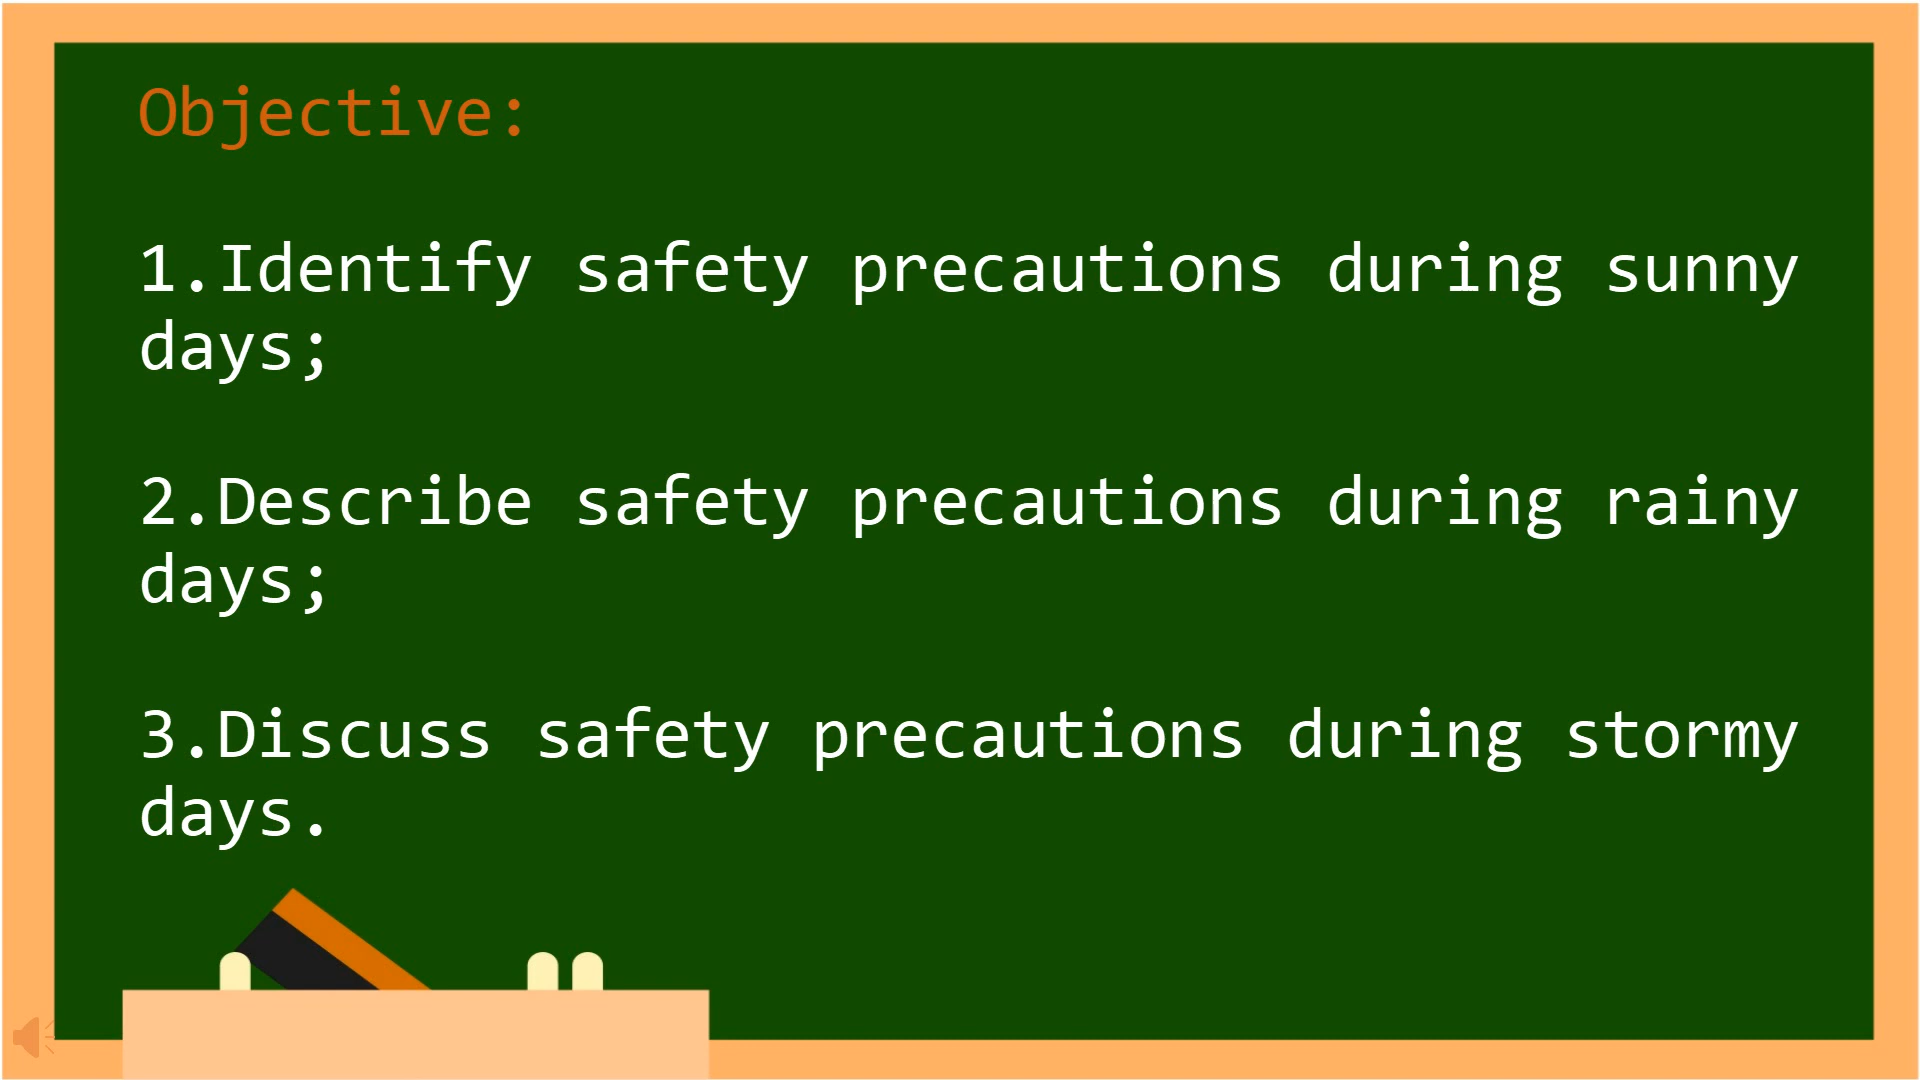 Objective:
1.Identify safety precautions during sunny
days;
2.Describe safety precautions during rainy
days;
3.Discuss safety precautions during stormy
days.